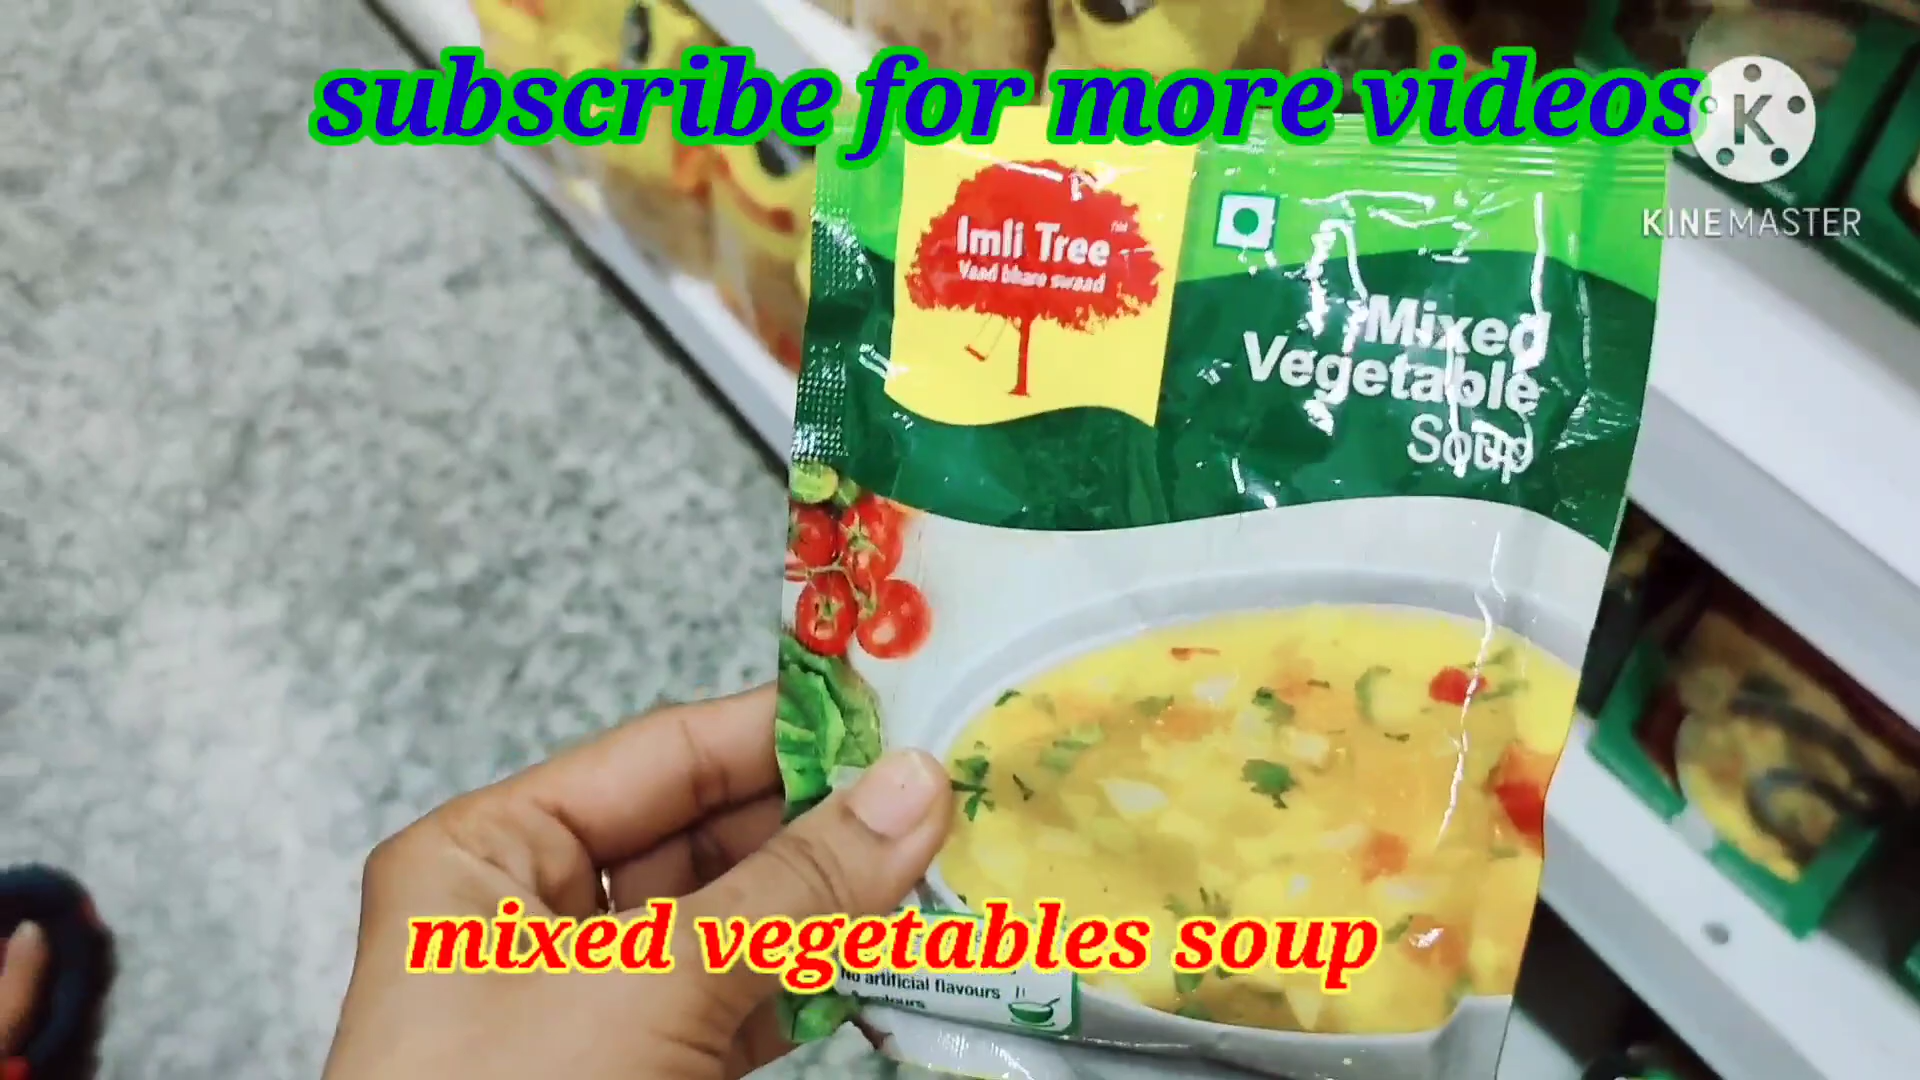 subscribe for more videos
K
KINEMASTER
Imli Tree
TM
Vaad bhare swaad
Mixed
Vegetable
Soup
mixed vegetables soup
No artificial flavours